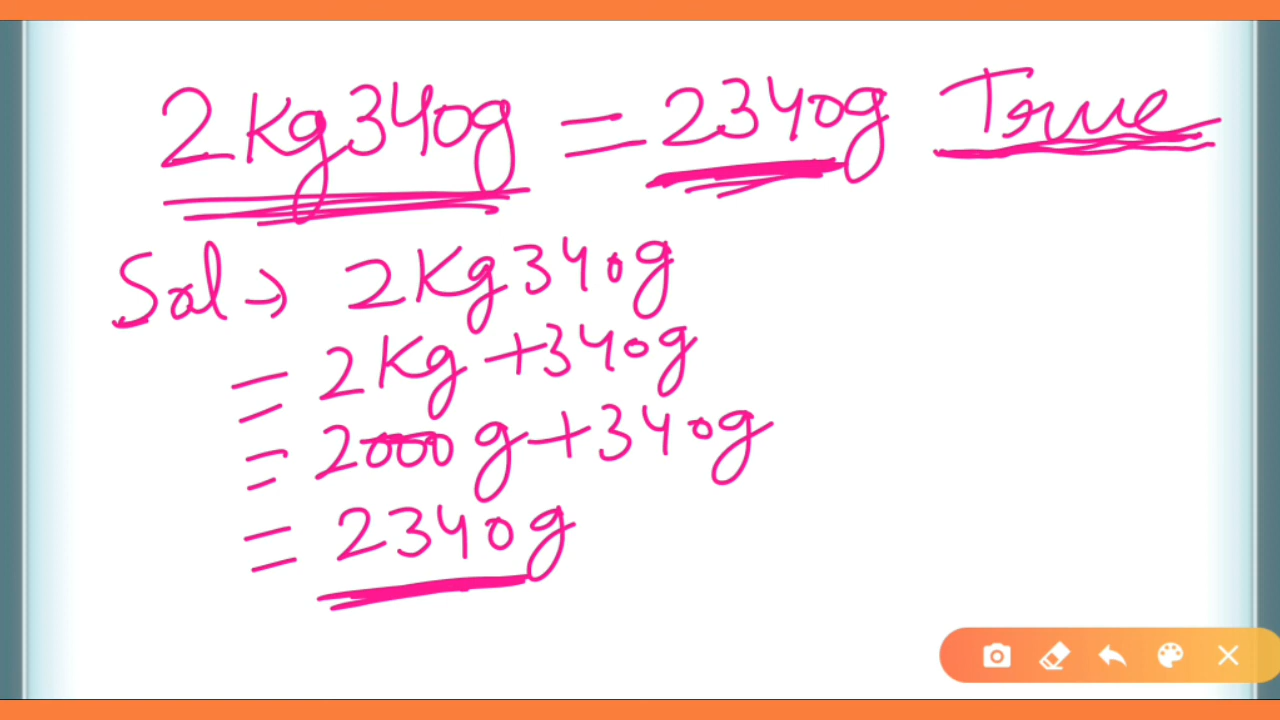 2Kg340g = 2340g True
Sol → 2Kg340g
= 2Kg + 340g
= 2000g + 340g
= 2340g